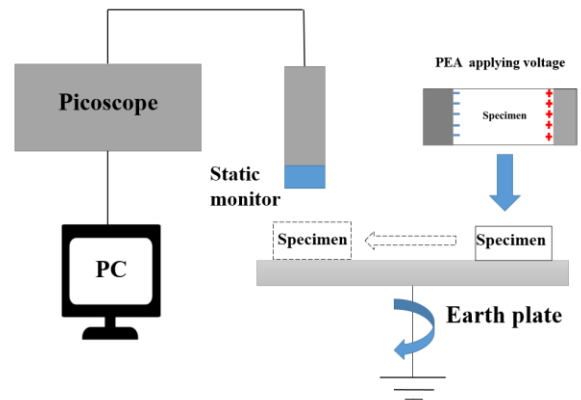 PEA applying voltage
Picoscope
Specimen
Static
monitor
Specimen
Specimen
PC
Earth plate